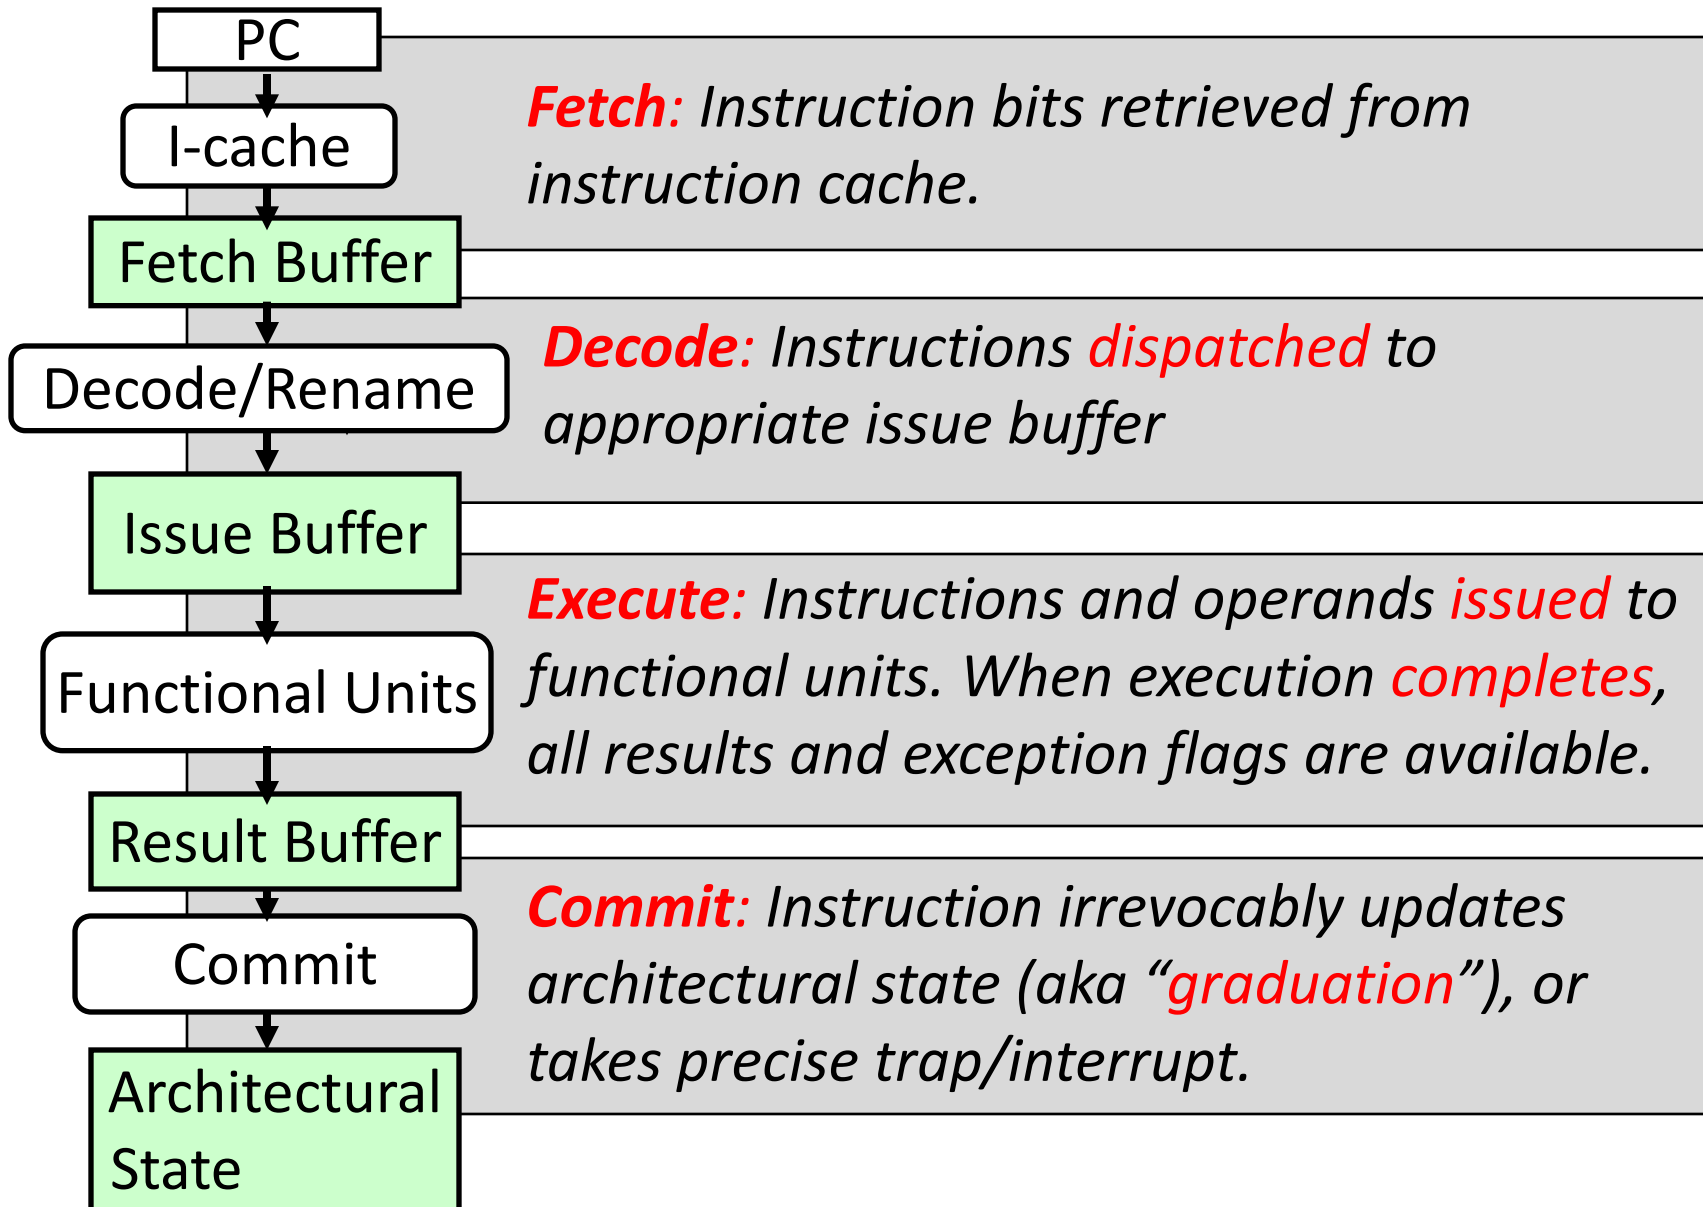 PC
I-cache
Fetch: Instruction bits retrieved from
instruction cache.
Fetch Buffer
Decode/Rename
Decode: Instructions dispatched to
appropriate issue buffer
Issue Buffer
Functional Units
Execute: Instructions and operands issued to
functional units. When execution completes,
all results and exception flags are available.
Result Buffer
Commit
Commit: Instruction irrevocably updates
architectural state (aka “graduation”), or
takes precise trap/interrupt.
Architectural
State